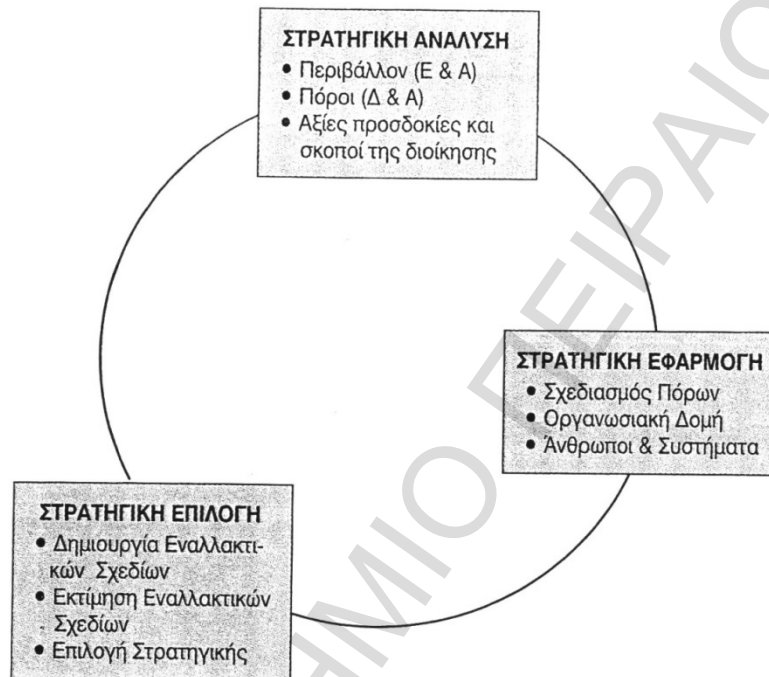 ΣΤΡΑΤΗΓΙΚΗ ΑΝΑΛΥΣΗ
• Περιβάλλον (Ε & Α)
• Πόροι (Δ & Α)
• Αξίες προσδοκίες και
σκοποί της διοίκησης
ΣΤΡΑΤΗΓΙΚΗ ΕΦΑΡΜΟΓΗ
• Σχεδιασμός Πόρων
• Οργανωσιακή Δομή
• Άνθρωποι & Συστήματα
ΣΤΡΑΤΗΓΙΚΗ ΕΠΙΛΟΓΗ
• Δημιουργία Εναλλακτι-
κών Σχεδίων
• Εκτίμηση Εναλλακτικών
Σχεδίων
• Επιλογή Στρατηγικής
ΠΕΙΡΑΙΩ